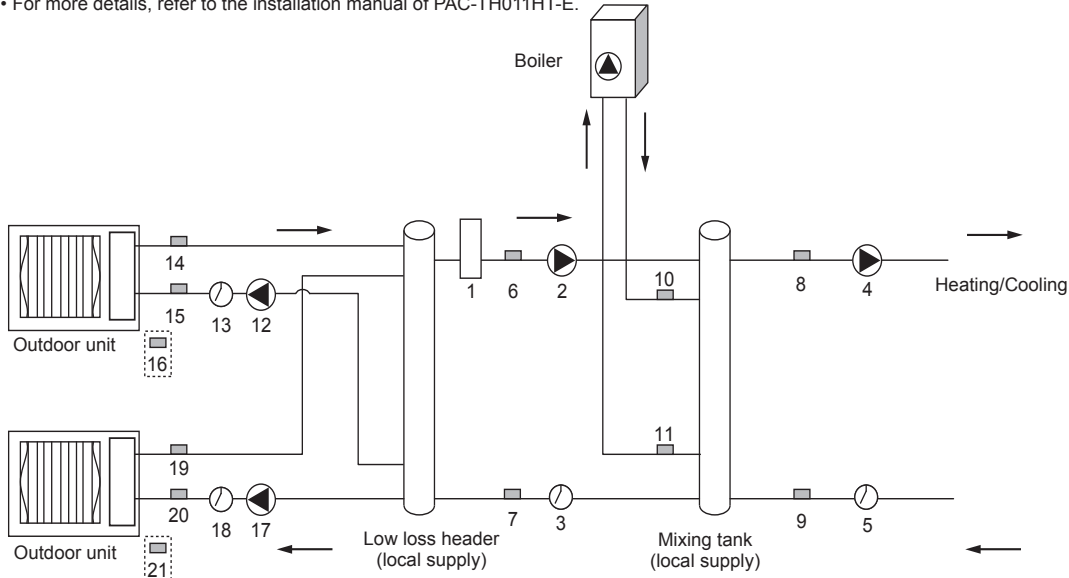 • For more details, refer to the installation manual of PAC-TH011HT-E.
Boiler
14
15
13
12
1
6
2
10
8
4
Heating/Cooling
Outdoor unit
16
11
19
20
18
17
7
3
9
5
Low loss header
(local supply)
Mixing tank
(local supply)
Outdoor unit
21